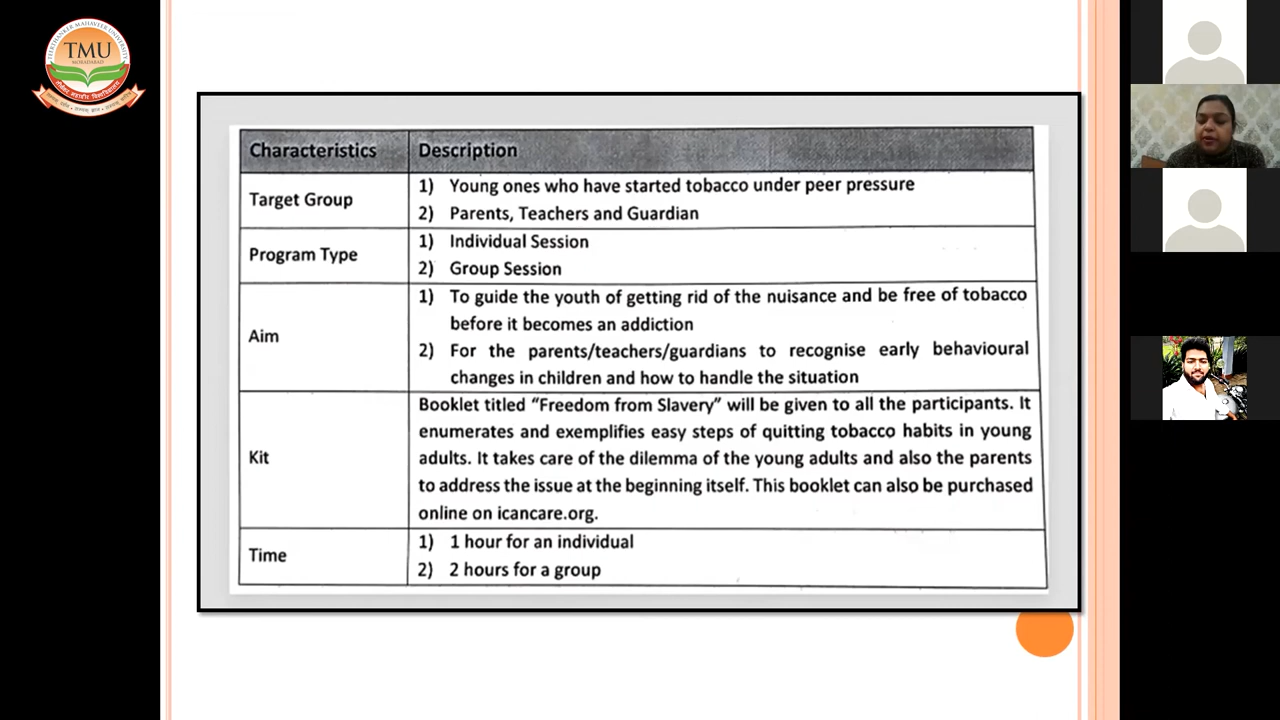 TEERTHANKER MAHAVEER UNIVERSITY
TMU
MORADABAD
Characteristics Description
Target Group
1) Young ones who have started tobacco under peer pressure
2) Parents, Teachers and Guardian
Program Type
1) Individual Session
2) Group Session
Aim
1) To guide the youth of getting rid of the nuisance and be free of tobacco
before it becomes an addiction
2) For the parents/teachers/guardians to recognise early behavioural
changes in children and how to handle the situation
Kit
Booklet titled “Freedom from Slavery” will be given to all the participants. It
enumerates and exemplifies easy steps of quitting tobacco habits in young
adults. It takes care of the dilemma of the young adults and also the parents
to address the issue at the beginning itself. This booklet can also be purchased
online on icancare.org.
Time
1) 1 hour for an individual
2) 2 hours for a group